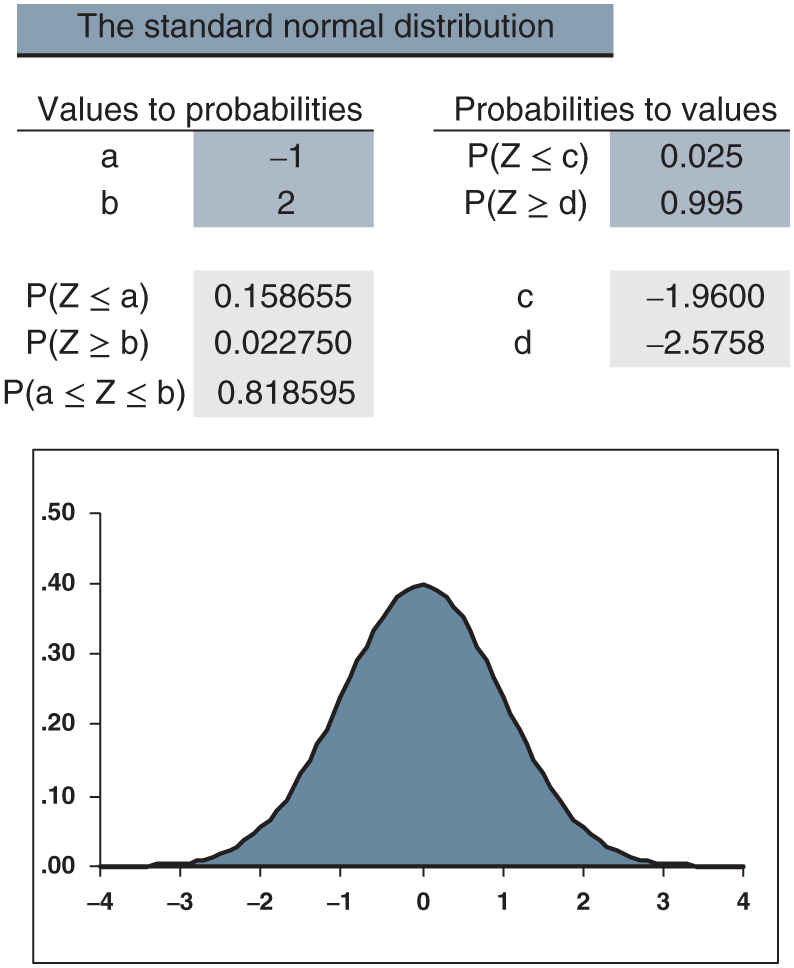 The standard normal distribution
Values to probabilities
a −1
b 2
P(Z ≤ a) 0.158655
P(Z ≥ b) 0.022750
P(a ≤ Z ≤ b) 0.818595
Probabilities to values
P(Z ≤ c) 0.025
P(Z ≥ d) 0.995
c −1.9600
d −2.5758
.50
.40
.30
.20
.10
.00
−4 −3 −2 −1 0 1 2 3 4